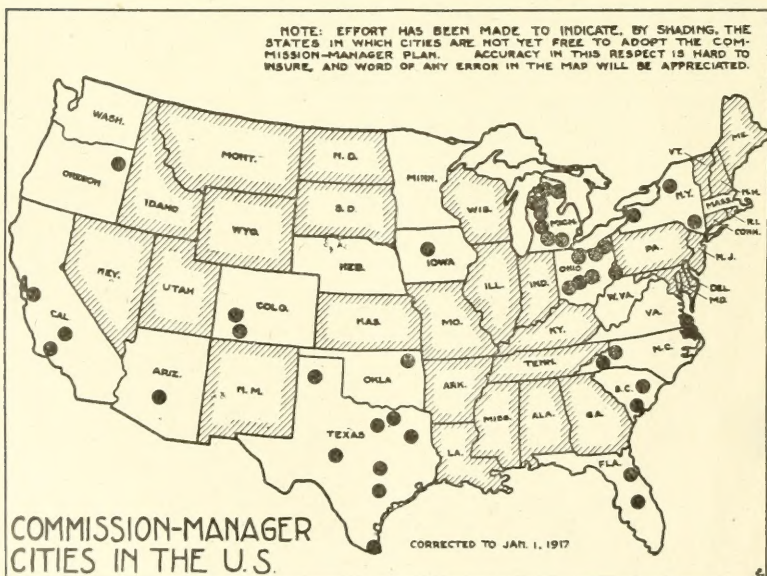 NOTE: EFFORT HAS BEEN MADE TO INDICATE, BY SHADING, THE
STATES IN WHICH CITIES ARE NOT YET FREE TO ADOPT THE COM-
MISSION-MANAGER PLAN. ACCURACY IN THIS RESPECT IS HARD TO
INSURE, AND WORD OF ANY ERROR IN THE MAP WILL BE APPRECIATED.
WASH.
OREGON
IDAHO
MONT.
N.D.
S.D.
MINN.
WIS.
MICH.
VT.
ME.
N.H.
MASS.
R.I.
CONN.
N.Y.
WYO.
NEB.
IOWA
ILL.
IND.
OHIO
PA.
N.J.
DEL.
MD.
W.VA.
VA.
NEV.
UTAH
COLO.
KAS.
MO.
KY.
CAL
ARIZ.
N.M.
OKLA
ARK.
TENN.
N.C.
S.C.
TEXAS
LA.
MISS.
ALA.
GA.
FLA.
COMMISSION-MANAGER
CITIES IN THE U.S.
CORRECTED TO JAN. 1, 1917